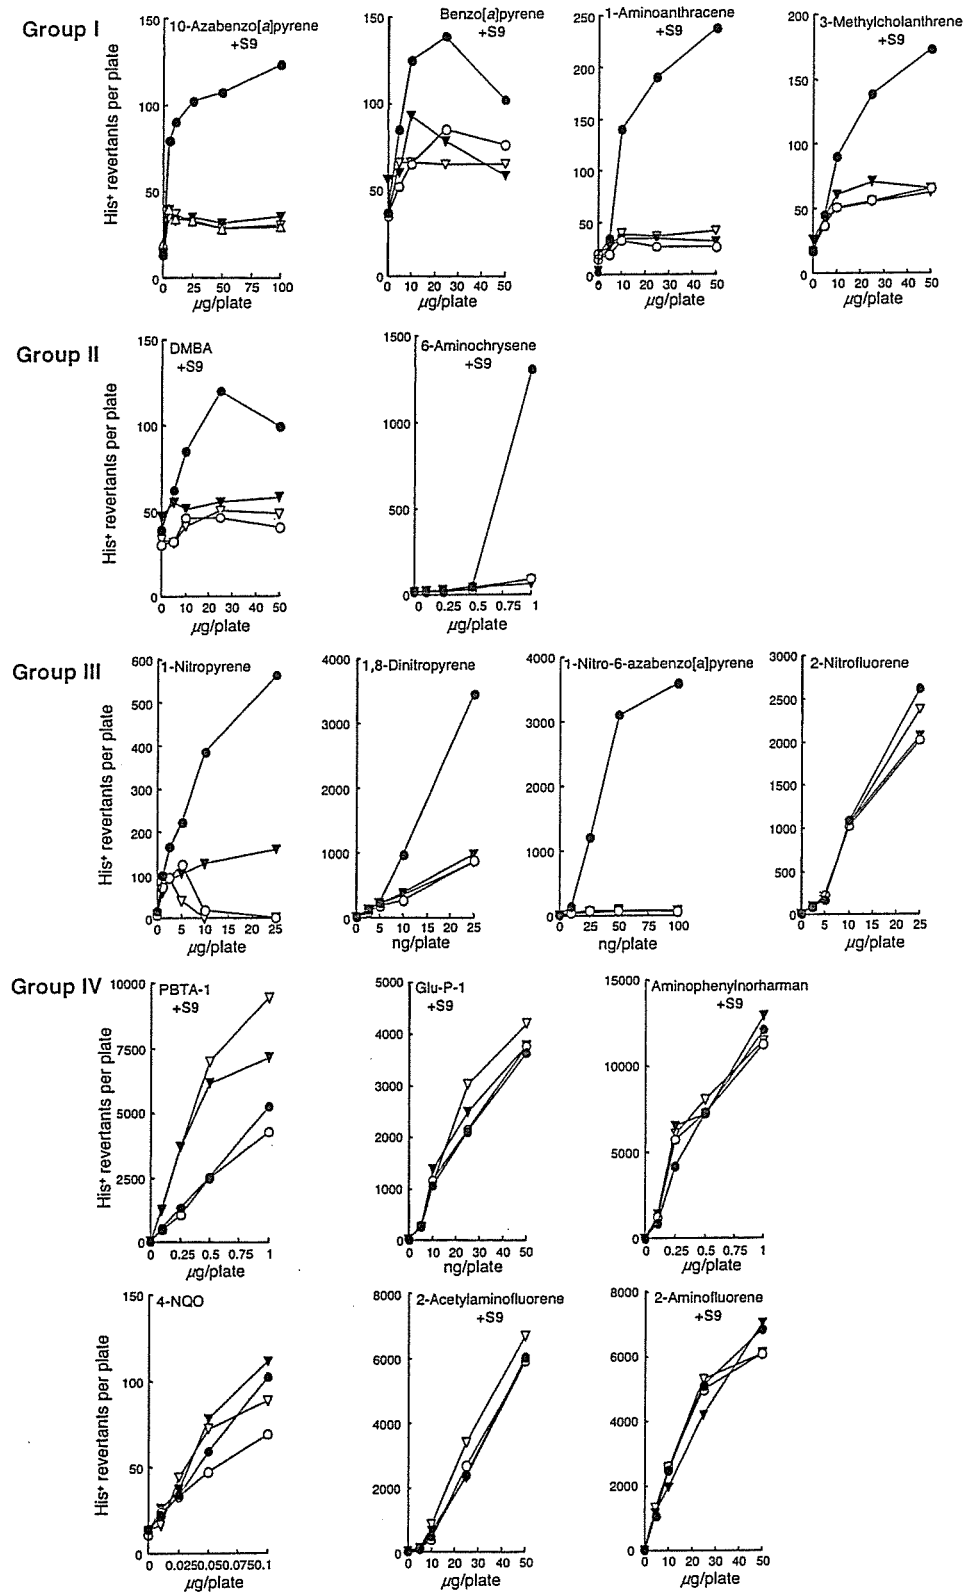 Group I
10-Azabenzo[a]pyrene
+S9
Benzo[a]pyrene
+S9
1-Aminoanthracene
+S9
3-Methylcholanthrene
+S9
His+ revertants per plate
150
100
50
0
0 20 40 60 80 100
µg/plate
150
100
50
0
0 10 20 30 40 50
µg/plate
250
200
150
100
50
0
0 10 20 30 40 50
µg/plate
200
150
100
50
0
0 10 20 30 40 50
µg/plate
Group II
DMBA
+S9
6-Aminochrysene
+S9
His+ revertants per plate
150
100
50
0
0 10 20 30 40 50
µg/plate
1500
1000
500
0
0 0.25 0.5 0.75 1
µg/plate
Group III
1-Nitropyrene
1,8-Dinitropyrene
1-Nitro-6-azabenzo[a]pyrene
2-Nitrofluorene
His+ revertants per plate
600
500
400
300
200
100
0
0 5 10 15 20 25
µg/plate
4000
3000
2000
1000
0
0 5 10 15 20 25
ng/plate
4000
3000
2000
1000
0
0 25 50 75 100
ng/plate
3000
2500
2000
1500
1000
500
0
0 5 10 15 20 25
µg/plate
Group IV
PBTA-1
+S9
Glu-P-1
+S9
Aminophenylnorharman
+S9
His+ revertants per plate
10000
7500
5000
2500
0
0 0.25 0.5 0.75 1
µg/plate
5000
4000
3000
2000
1000
0
0 10 20 30 40 50
ng/plate
15000
10000
5000
0
0 0.25 0.5 0.75 1
µg/plate
4-NQO
2-Acetylaminofluorene
+S9
2-Aminofluorene
+S9
His+ revertants per plate
150
100
50
0
0 0.0250.050.0750.1
µg/plate
8000
6000
4000
2000
0
0 10 20 30 40 50
µg/plate
8000
6000
4000
2000
0
0 10 20 30 40 50
µg/plate